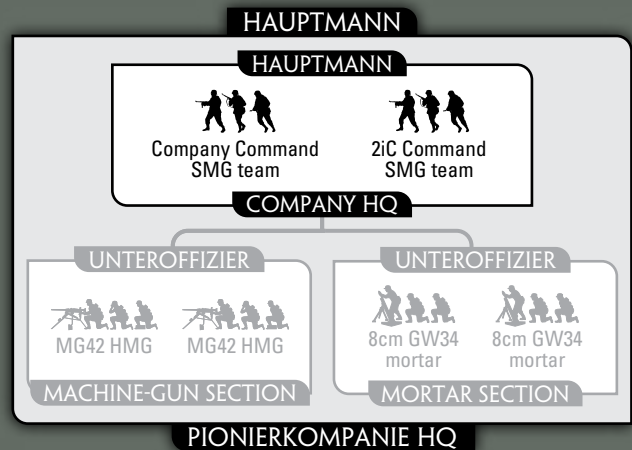 HAUPTMANN
HAUPTMANN
Company Command
SMG team
2iC Command
SMG team
COMPANY HQ
UNTEROFFIZIER
MG42 HMG
MG42 HMG
MACHINE-GUN SECTION
UNTEROFFIZIER
8cm GW34
mortar
8cm GW34
mortar
MORTAR SECTION
PIONIERKOMPANIE HQ